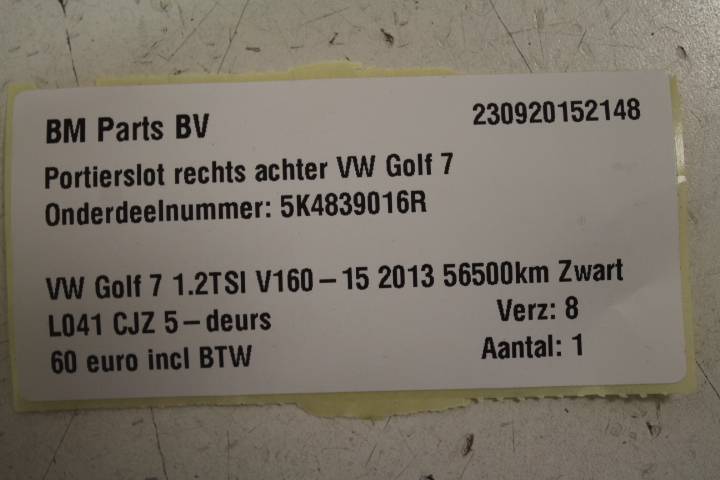 BM Parts BV 230920152148
Portierslot rechts achter VW Golf 7
Onderdeelnummer: 5K4839016R
VW Golf 7 1.2TSI V160-15 2013 56500km Zwart
L041 CJZ 5-deurs Verz: 8
60 euro incl BTW Aantal: 1